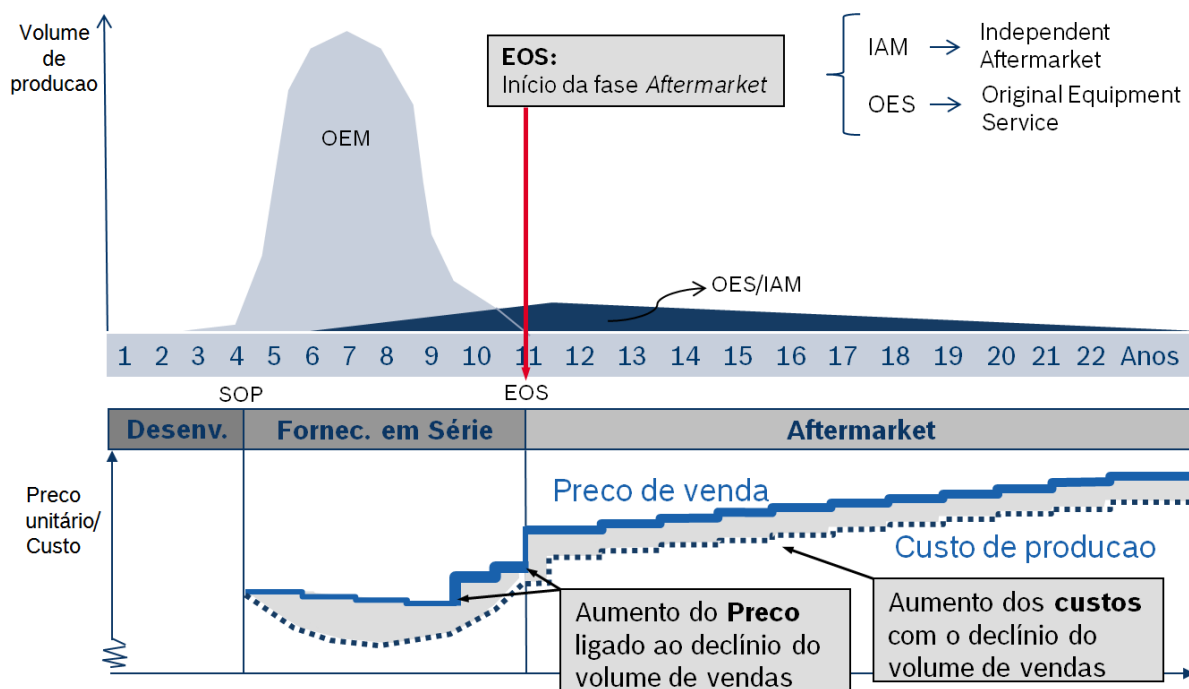 Volume
de
producao
EOS:
Início da fase Aftermarket
IAM
Independent
Aftermarket
OES
Original Equipment
Service
OEM
OES/IAM
1 2 3 4 5 6 7 8 9 10 11 12 13 14 15 16 17 18 19 20 21 22 Anos
SOP
EOS
Desenv.
Fornec. em Série
Aftermarket
Preco
unitário/
Custo
Preco de venda
Custo de producao
Aumento do Preco
ligado ao declínio do
volume de vendas
Aumento dos custos
com o declínio do
volume de vendas